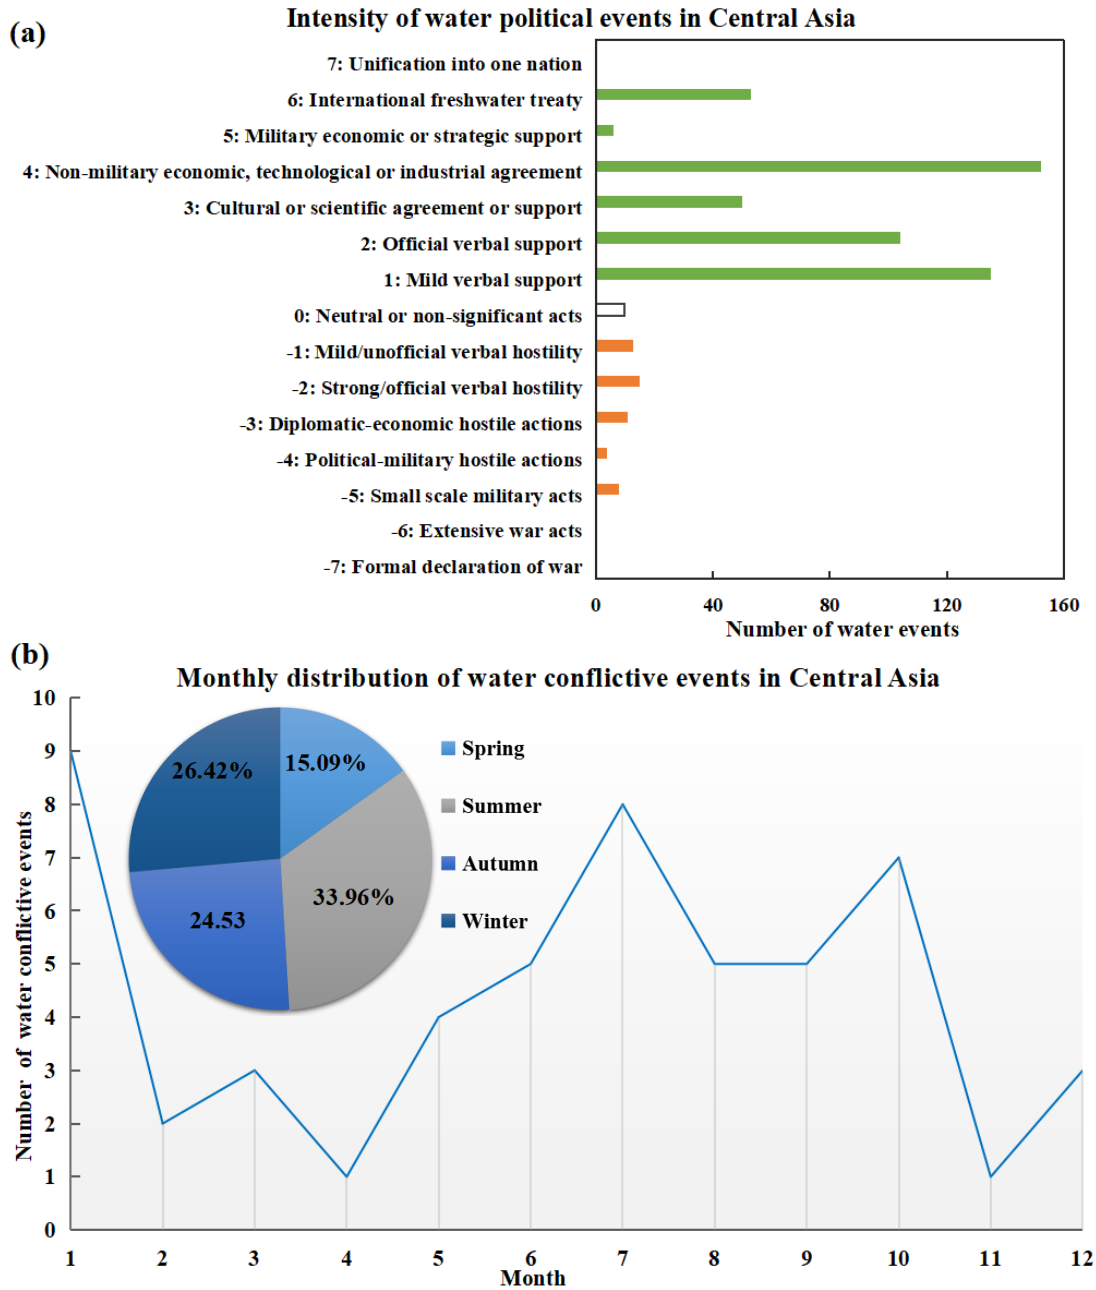 (a)
Intensity of water political events in Central Asia
7: Unification into one nation
6: International freshwater treaty
5: Military economic or strategic support
4: Non-military economic, technological or industrial agreement
3: Cultural or scientific agreement or support
2: Official verbal support
1: Mild verbal support
0: Neutral or non-significant acts
-1: Mild/unofficial verbal hostility
-2: Strong/official verbal hostility
-3: Diplomatic-economic hostile actions
-4: Political-military hostile actions
-5: Small scale military acts
-6: Extensive war acts
-7: Formal declaration of war
0 40 80 120 160
Number of water events
(b)
Monthly distribution of water conflictive events in Central Asia
Number of water conflictive events
10
9
8
7
6
5
4
3
2
1
0
26.42%
15.09%
33.96%
24.53
Spring
Summer
Autumn
Winter
1 2 3 4 5 6 7 8 9 10 11 12
Month